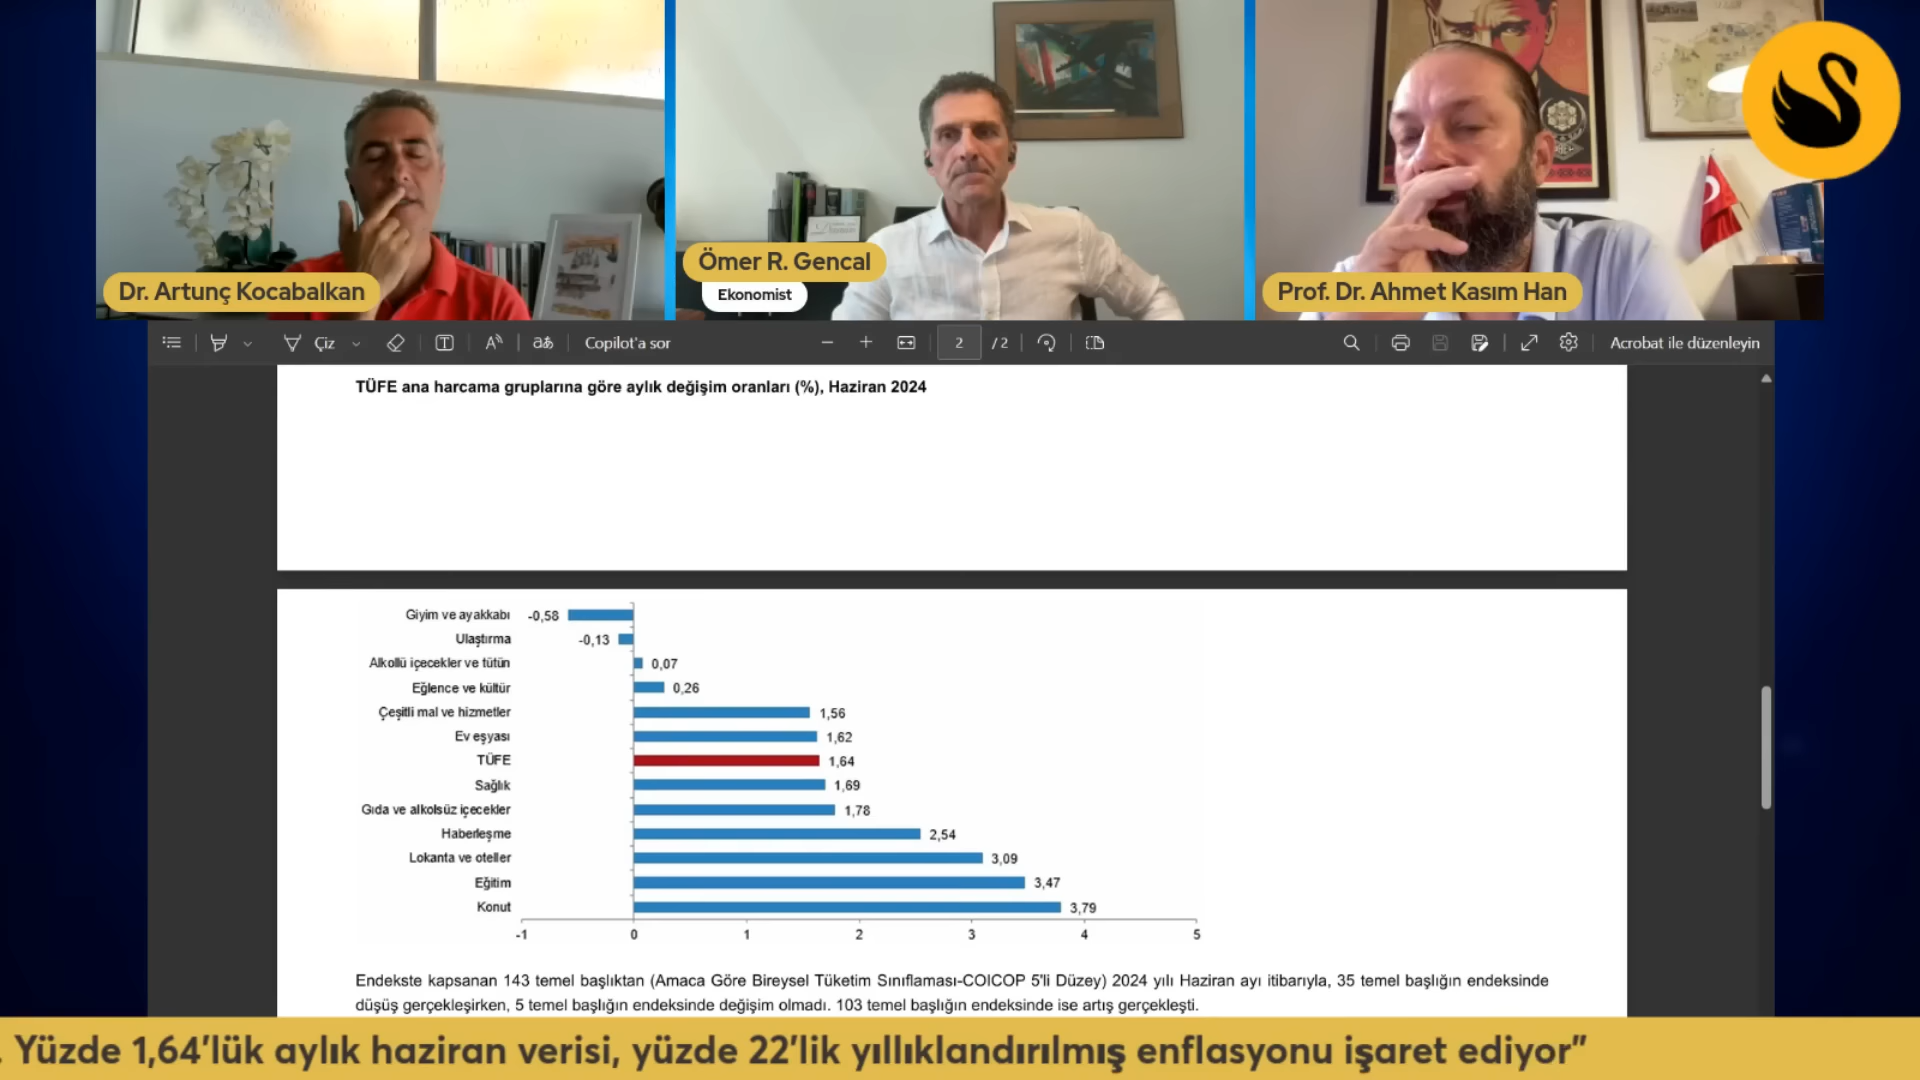 Dr. Artunç Kocabalkan
Ömer R. Gencal
Ekonomist
Prof. Dr. Ahmet Kasım Han
Çiz
Copilot'a sor
2 / 2
Acrobat ile düzenleyin
TÜFE ana harcama gruplarına göre aylık değişim oranları (%), Haziran 2024
Giyim ve ayakkabı -0,58
Ulaştırma -0,13
Alkollü içecekler ve tütün 0,07
Eğlence ve kültür 0,26
Çeşitli mal ve hizmetler 1,56
Ev eşyası 1,62
TÜFE 1,64
Sağlık 1,69
Gıda ve alkolsüz içecekler 1,78
Haberleşme 2,54
Lokanta ve oteller 3,09
Eğitim 3,47
Konut 3,79
-1 0 1 2 3 4 5
Endekste kapsanan 143 temel başlıktan (Amaca Göre Bireysel Tüketim Sınıflaması-COICOP 5'li Düzey) 2024 yılı Haziran ayı itibarıyla, 35 temel başlığın endeksinde
düşüş gerçekleşirken, 5 temel başlığın endeksinde değişim olmadı. 103 temel başlığın endeksinde ise artış gerçekleşti.
. Yüzde 1,64'lük aylık haziran verisi, yüzde 22'lik yıllıklandırılmış enflasyonu işaret ediyor"